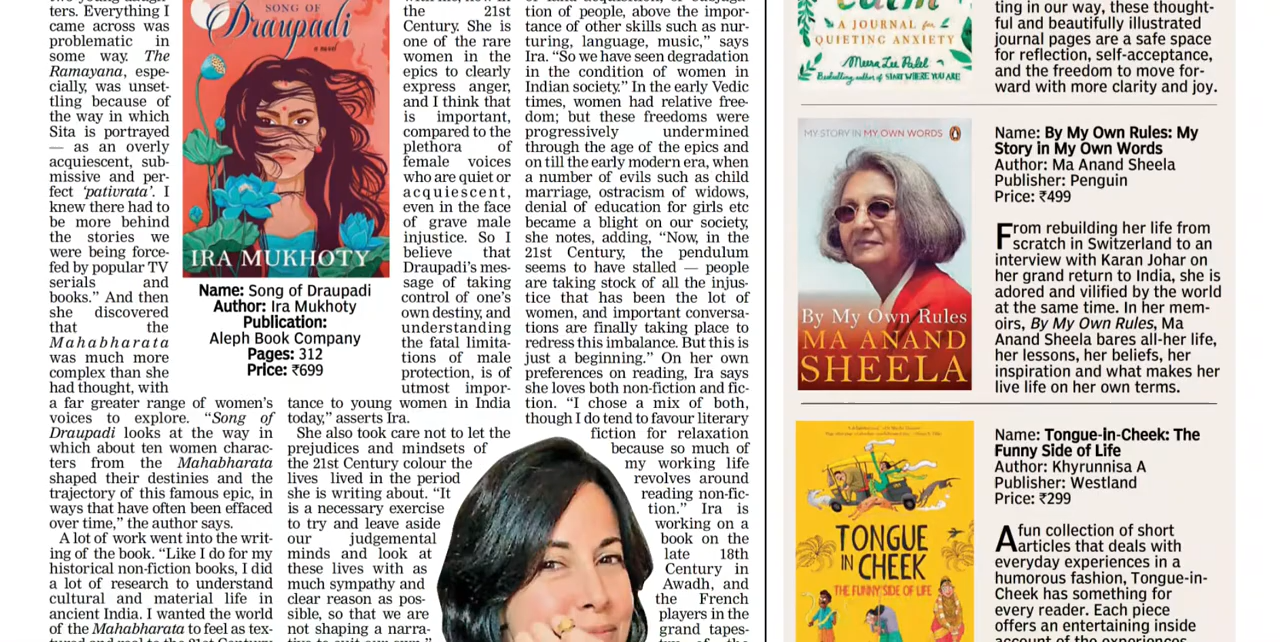 ters. Everything I
came across was
problematic in
some way. The
Ramayana, espe-
cially, was unset-
tling because of
the way in which
Sita is portrayed
— as an overly
acquiescent, sub-
missive and per-
fect ‘pativrata’. I
knew there had to
be more behind
the stories we
were being force-
fed by popular TV
serials and
books.” And then
she discovered
that the
Mahabharata
was much more
complex than she
had thought, with
a far greater range of women’s
voices to explore. “Song of
Draupadi looks at the way in
which about ten women charac-
ters from the Mahabharata
shaped their destinies and the
trajectory of this famous epic, in
ways that have often been effaced
over time,” the author says.
A lot of work went into the writ-
ing of the book. “Like I do for my
historical non-fiction books, I did
a lot of research to understand
cultural and material life in
ancient India. I wanted the world
of the Mahabharata to feel as tex-
SONG OF
Draupadi
a novel
IRA MUKHOTY
Name: Song of Draupadi
Author: Ira Mukhoty
Publication:
Aleph Book Company
Pages: 312
Price: ₹699
the 21st
Century. She is
one of the rare
women in the
epics to clearly
express anger,
and I think that
is important,
compared to the
plethora of
female voices
who are quiet or
acquiescent,
even in the face
of grave male
injustice. So I
believe that
Draupadi’s mes-
sage of taking
control of one’s
own destiny, and
understanding
the fatal limita-
tions of male
protection, is of
utmost impor-
tance to young women in India
today,” asserts Ira.
She also took care not to let the
prejudices and mindsets of
the 21st Century colour the
lives lived in the period
she is writing about. “It
is a necessary exercise
to try and leave aside
our judgemental
minds and look at
these lives with as
much sympathy and
clear reason as pos-
sible, so that we are
not shaping a narra-
tion of people, above the impor-
tance of other skills such as nur-
turing, language, music,” says
Ira. “So we have seen degradation
in the condition of women in
Indian society.” In the early Vedic
times, women had relative free-
dom; but these freedoms were
progressively undermined
through the age of the epics and
on till the early modern era, when
a number of evils such as child
marriage, ostracism of widows,
denial of education for girls etc
became a blight on our society,
she notes, adding, “Now, in the
21st Century, the pendulum
seems to have stalled — people
are taking stock of all the injus-
tice that has been the lot of
women, and important conversa-
tions are finally taking place to
redress this imbalance. But this is
just a beginning.” On her own
preferences on reading, Ira says
she loves both non-fiction and fic-
tion. “I chose a mix of both,
though I do tend to favour literary
fiction for relaxation
because so much of
my working life
revolves around
reading non-fic-
tion.” Ira is
working on a
book on the
late 18th
Century in
Awadh, and
the French
players in the
grand tapes-
A JOURNAL for
QUIETING ANXIETY
Meera Lee Patel
Bestselling author of START WHERE YOU ARE
ting in our way, these thought-
ful and beautifully illustrated
journal pages are a safe space
for reflection, self-acceptance,
and the freedom to move for-
ward with more clarity and joy.
MY STORY IN MY OWN WORDS
By My Own Rules
MA ANAND
SHEELA
Name: By My Own Rules: My
Story in My Own Words
Author: Ma Anand Sheela
Publisher: Penguin
Price: ₹499
From rebuilding her life from
scratch in Switzerland to an
interview with Karan Johar on
her grand return to India, she is
adored and vilified by the world
at the same time. In her mem-
oirs, By My Own Rules, Ma
Anand Sheela bares all-her life,
her lessons, her beliefs, her
inspiration and what makes her
live life on her own terms.
TONGUE
IN CHEEK
THE FUNNY SIDE OF LIFE
Name: Tongue-in-Cheek: The
Funny Side of Life
Author: Khyrunnisa A
Publisher: Westland
Price: ₹299
A fun collection of short
articles that deals with
everyday experiences in a
humorous fashion, Tongue-in-
Cheek has something for
every reader. Each piece
offers an entertaining inside